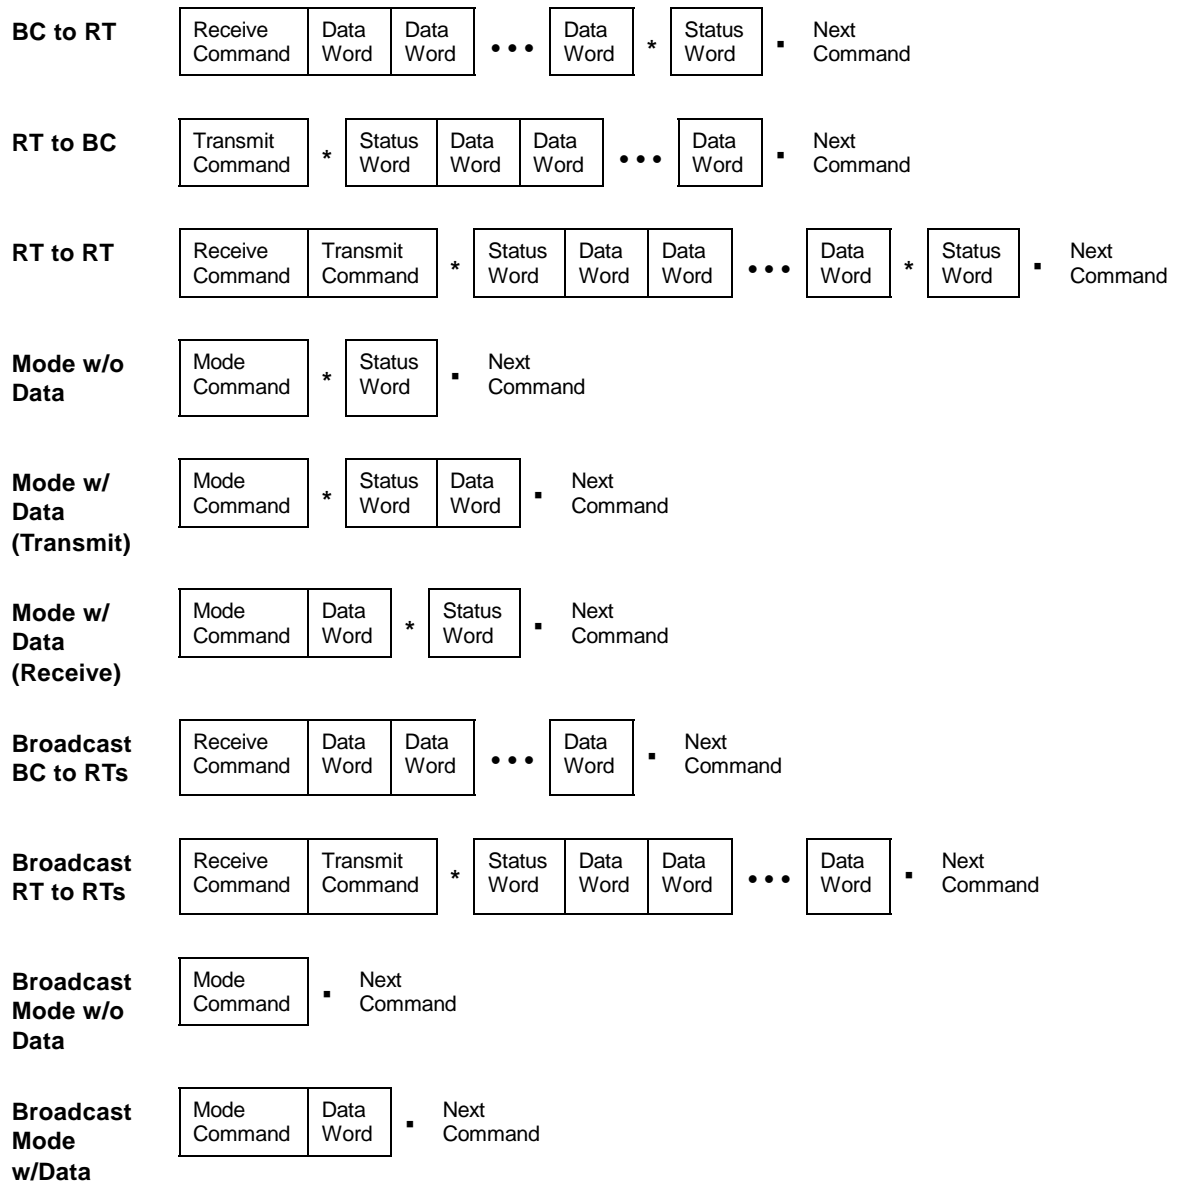 BC to RT
Receive Data Data Data Status Next
Command Word Word • • • Word * Word ▪ Command
RT to BC
Transmit Status Data Data Data Next
Command * Word Word Word • • • Word ▪ Command
RT to RT
Receive Transmit Status Data Data Data Status Next
Command Command * Word Word Word • • • Word * Word ▪ Command
Mode w/o
Data
Mode Status Next
Command * Word ▪ Command
Mode w/
Data
(Transmit)
Mode Status Data Next
Command * Word Word ▪ Command
Mode w/
Data
(Receive)
Mode Data Status Next
Command Word * Word ▪ Command
Broadcast
BC to RTs
Receive Data Data Data Next
Command Word Word • • • Word ▪ Command
Broadcast
RT to RTs
Receive Transmit Status Data Data Data Next
Command Command * Word Word Word • • • Word ▪ Command
Broadcast
Mode w/o
Data
Mode Next
Command ▪ Command
Broadcast
Mode
w/Data
Mode Data Next
Command Word ▪ Command